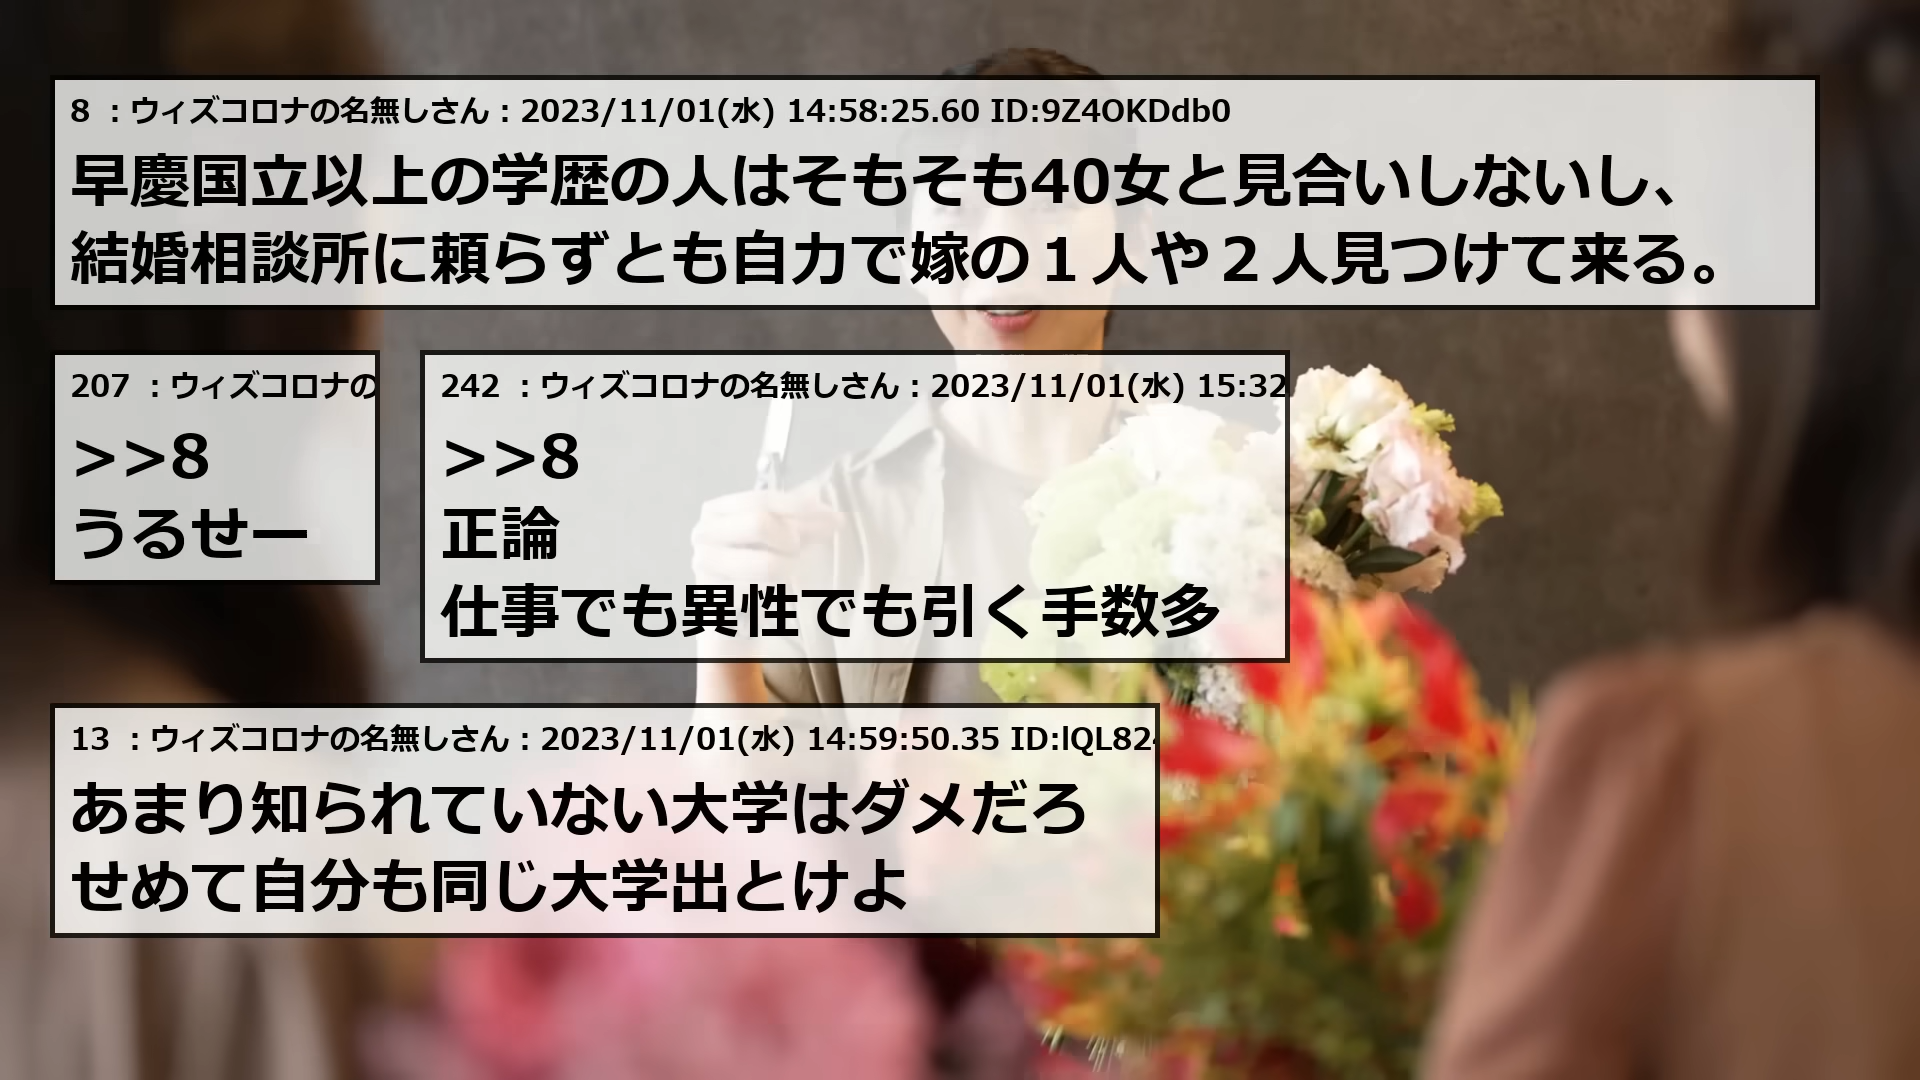 8 ：ウィズコロナの名無しさん：2023/11/01(水) 14:58:25.60 ID:9Z4OKDdb0
早慶国立以上の学歴の人はそもそも40女と見合いしないし、
結婚相談所に頼らずとも自力で嫁の１人や２人見つけて来る。
207 ：ウィズコロナの
>>8
うるせー
242 ：ウィズコロナの名無しさん：2023/11/01(水) 15:32
>>8
正論
仕事でも異性でも引く手数多
13 ：ウィズコロナの名無しさん：2023/11/01(水) 14:59:50.35 ID:lQL82
あまり知られていない大学はダメだろ
せめて自分も同じ大学出とけよ